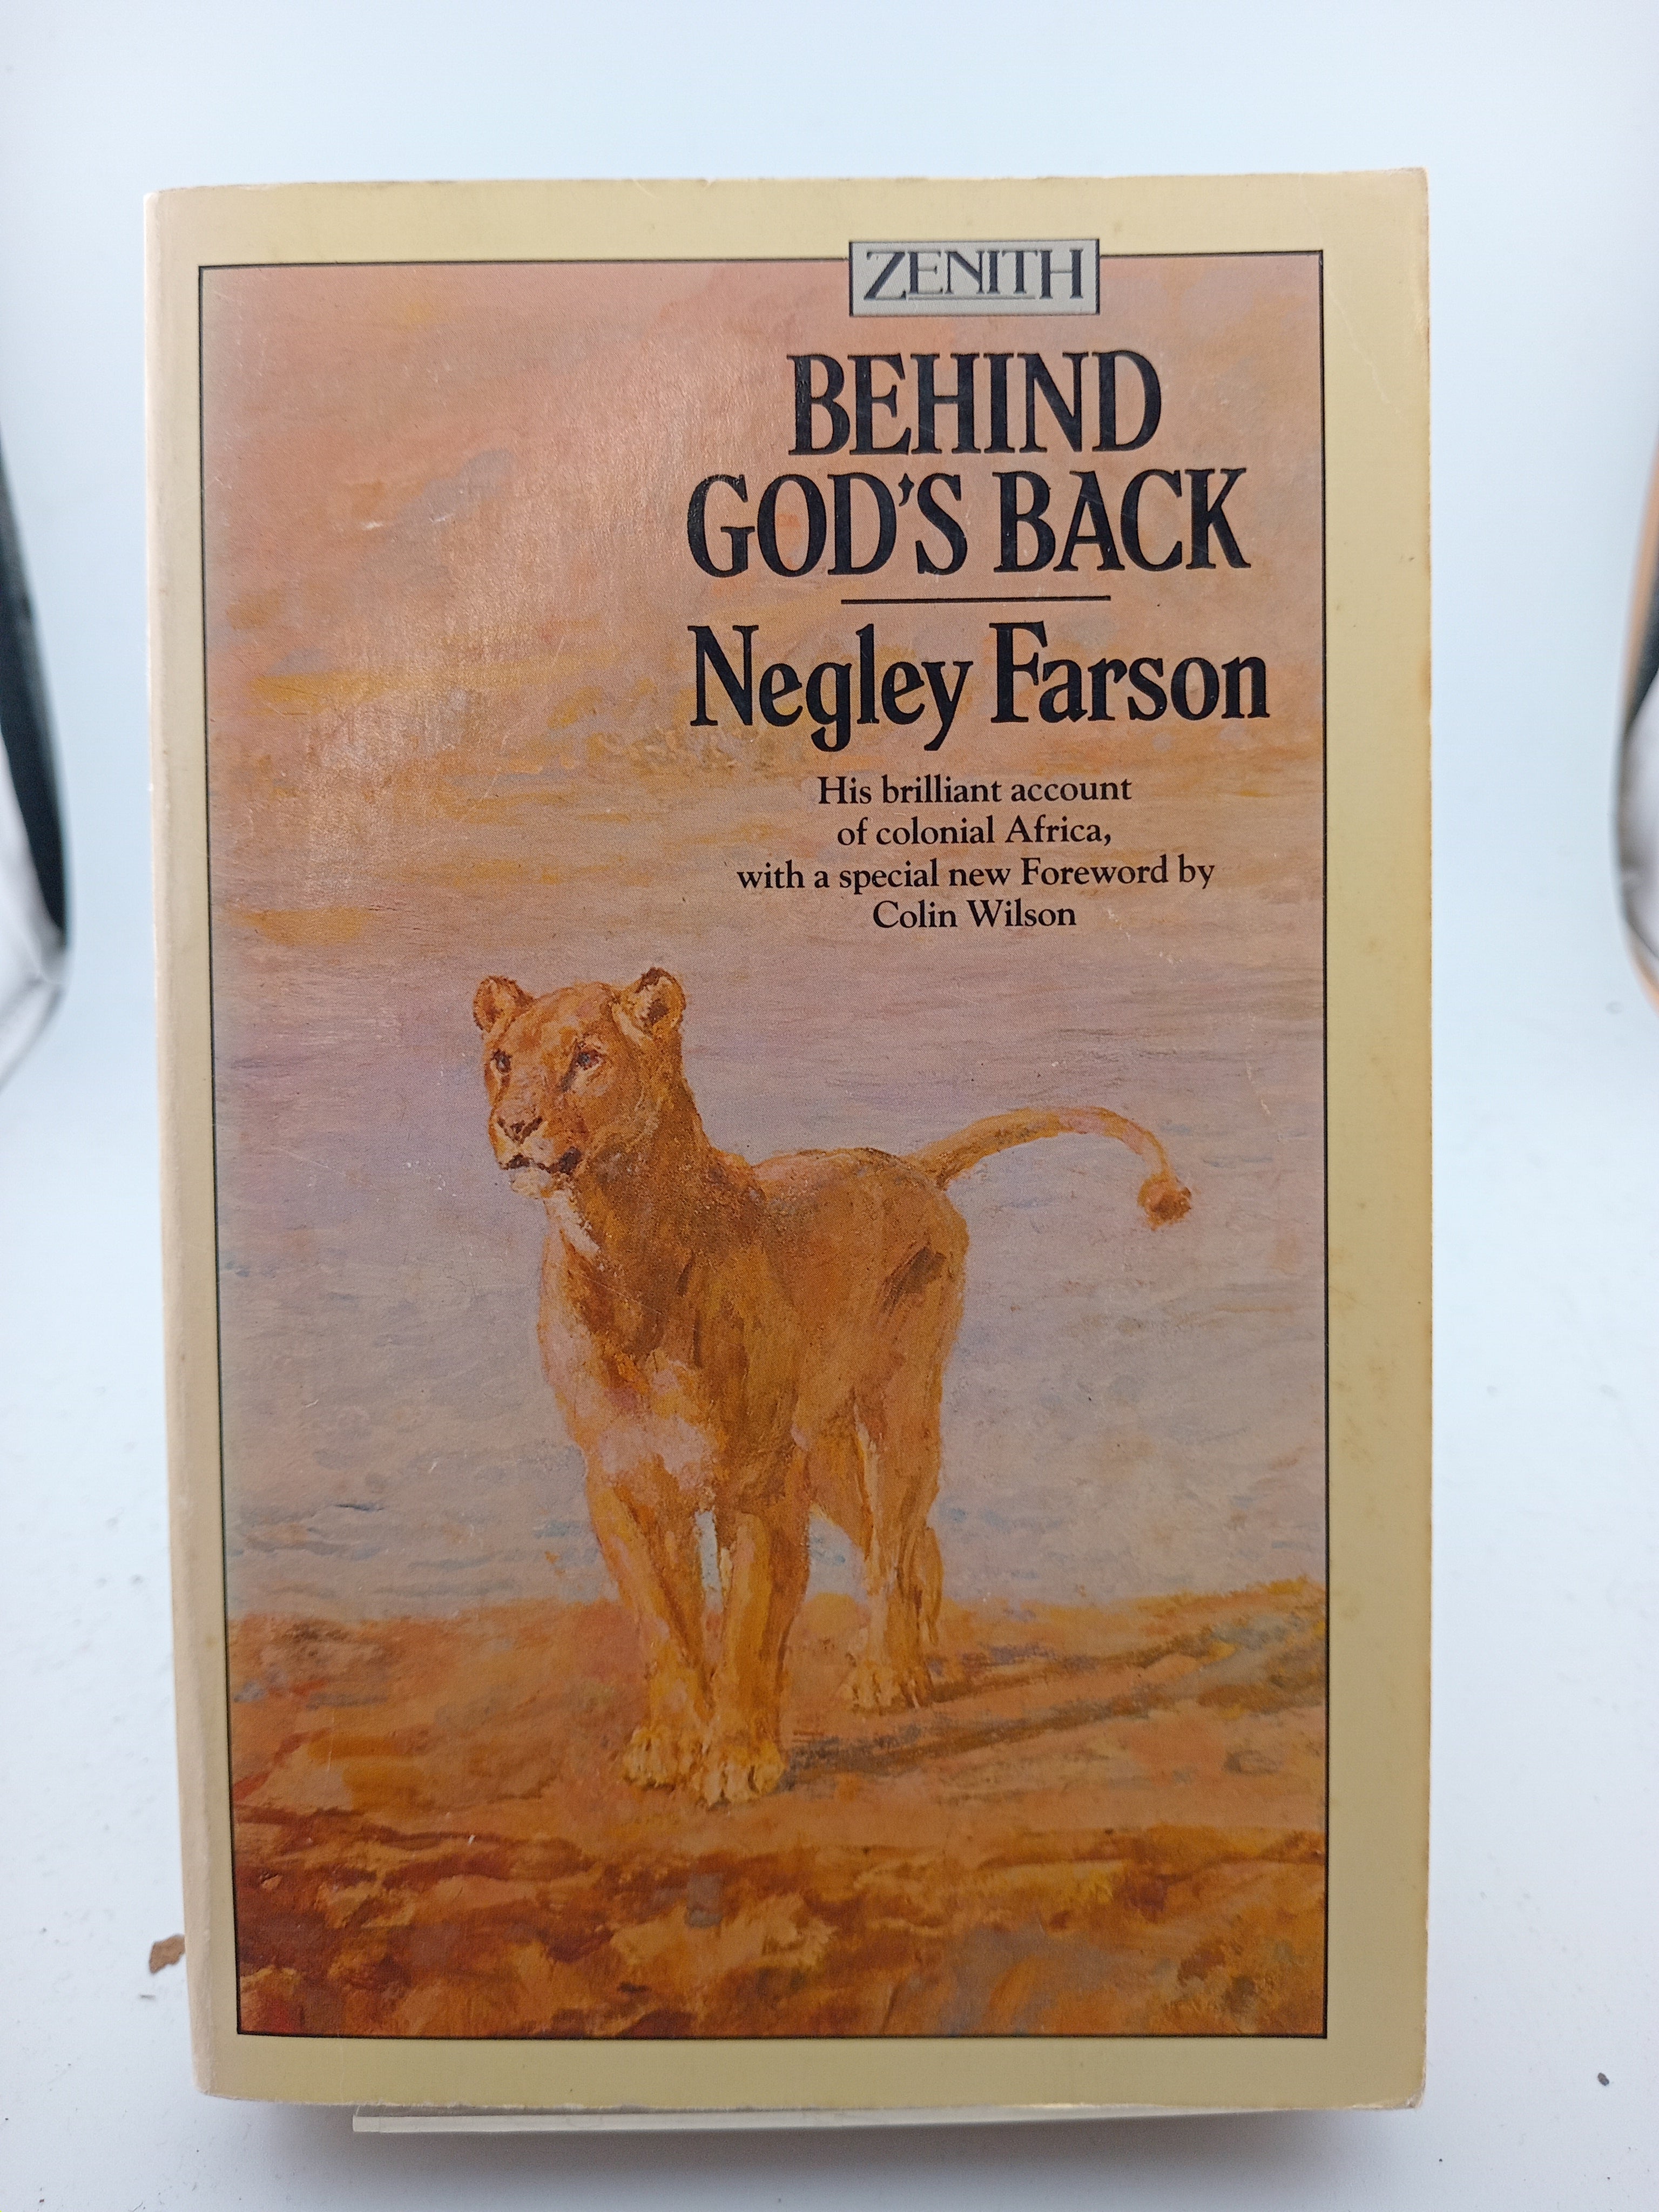 ZENITH
BEHIND
GOD'S BACK
Negley Farson
His brilliant account
of colonial Africa,
with a special new Foreword by
Colin Wilson